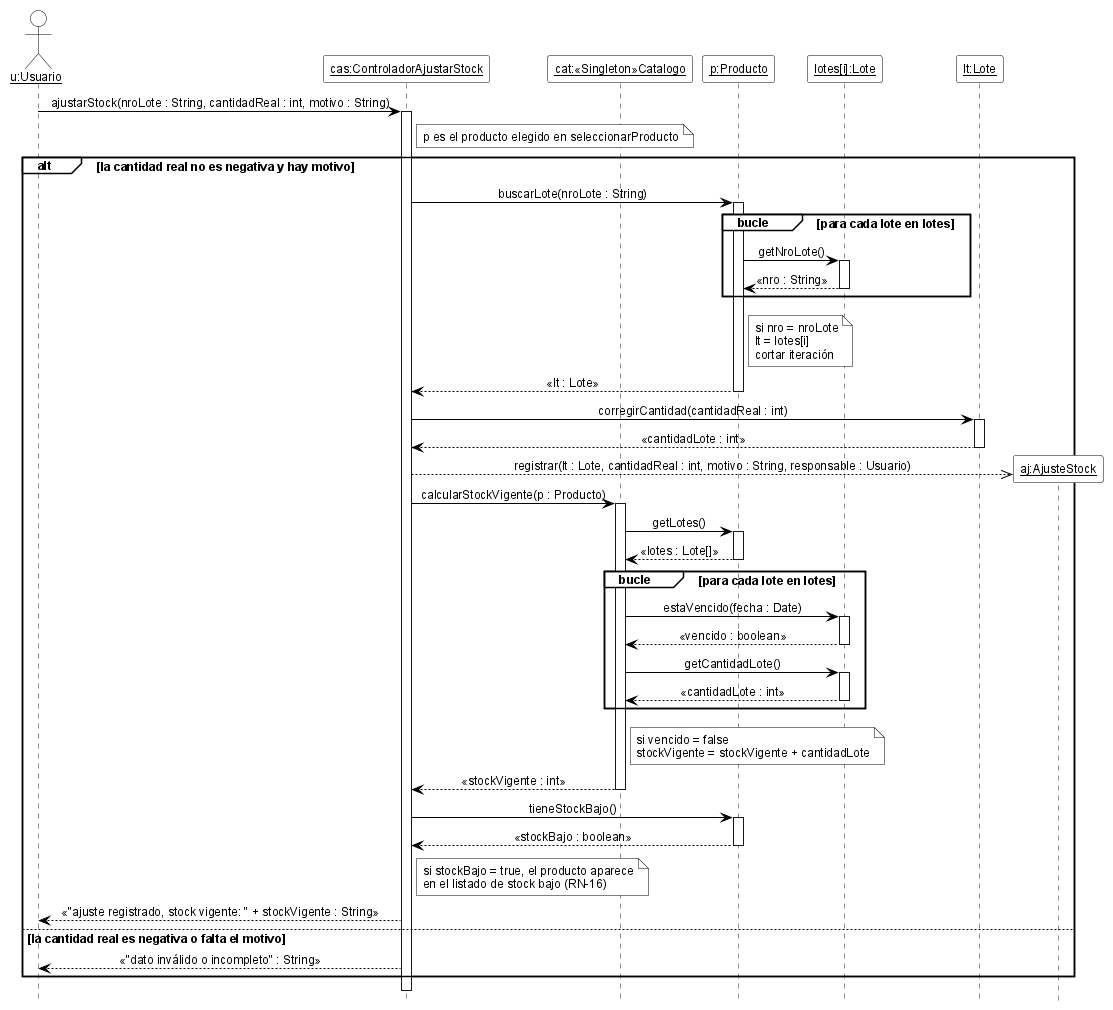 u:Usuario
cas:ControladorAjustarStock
cat:«Singleton»Catalogo
p:Producto
lotes[i]:Lote
lt:Lote
ajustarStock(nroLote : String, cantidadReal : int, motivo : String)
p es el producto elegido en seleccionarProducto
alt
[la cantidad real no es negativa y hay motivo]
buscarLote(nroLote : String)
bucle
[para cada lote en lotes]
getNroLote()
«nro : String»
si nro = nroLote
lt = lotes[i]
cortar iteración
«lt : Lote»
corregirCantidad(cantidadReal : int)
«cantidadLote : int»
registrar(lt : Lote, cantidadReal : int, motivo : String, responsable : Usuario)
aj:AjusteStock
calcularStockVigente(p : Producto)
getLotes()
«lotes : Lote[]»
bucle
[para cada lote en lotes]
estaVencido(fecha : Date)
«vencido : boolean»
getCantidadLote()
«cantidadLote : int»
si vencido = false
stockVigente = stockVigente + cantidadLote
«stockVigente : int»
tieneStockBajo()
«stockBajo : boolean»
si stockBajo = true, el producto aparece
en el listado de stock bajo (RN-16)
«"ajuste registrado, stock vigente: " + stockVigente : String»
[la cantidad real es negativa o falta el motivo]
«"dato inválido o incompleto" : String»